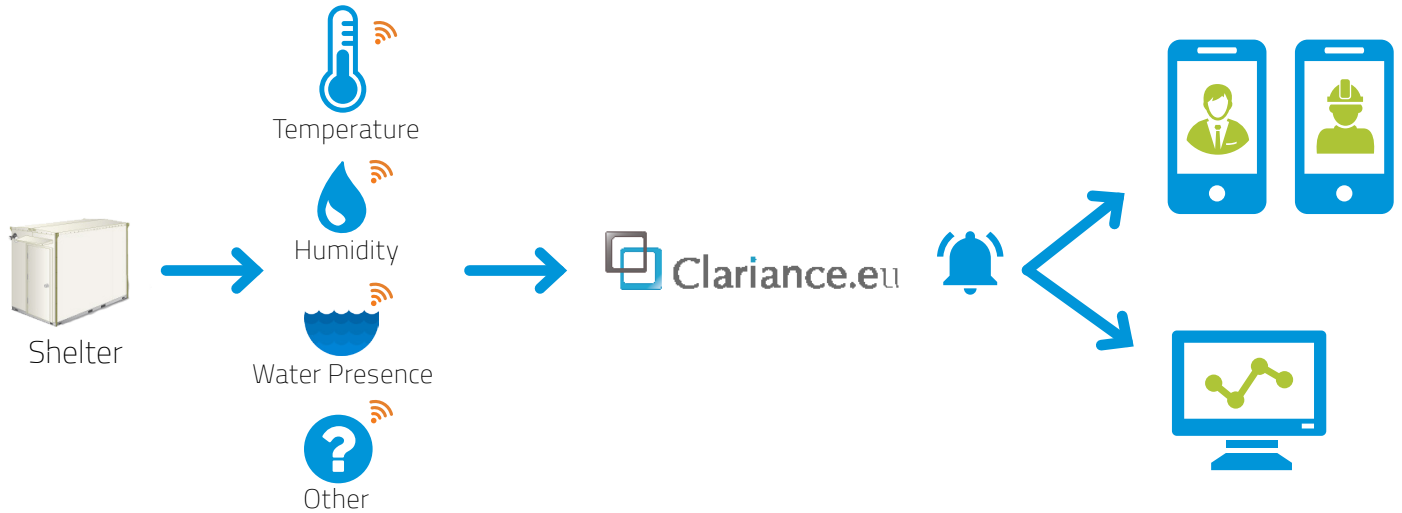 Temperature
Humidity
Water Presence
Other
Shelter
Clariance.eu